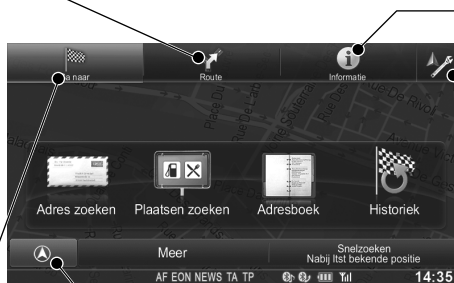 a naar
Route
Informatie
Adres zoeken
Plaatsen zoeken
Adresboek
Historiek
Meer
Snelzoeken
Nabij ltst bekende positie
AF EON NEWS TA TP
14:35